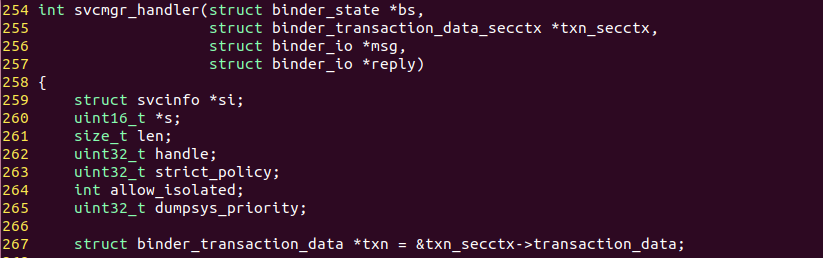 254 int svcmgr_handler(struct binder_state *bs,
255                    struct binder_transaction_data_secctx *txn_secctx,
256                    struct binder_io *msg,
257                    struct binder_io *reply)
258 {
259     struct svcinfo *si;
260     uint16_t *s;
261     size_t len;
262     uint32_t handle;
263     uint32_t strict_policy;
264     int allow_isolated;
265     uint32_t dumpsys_priority;
266
267     struct binder_transaction_data *txn = &txn_secctx->transaction_data;